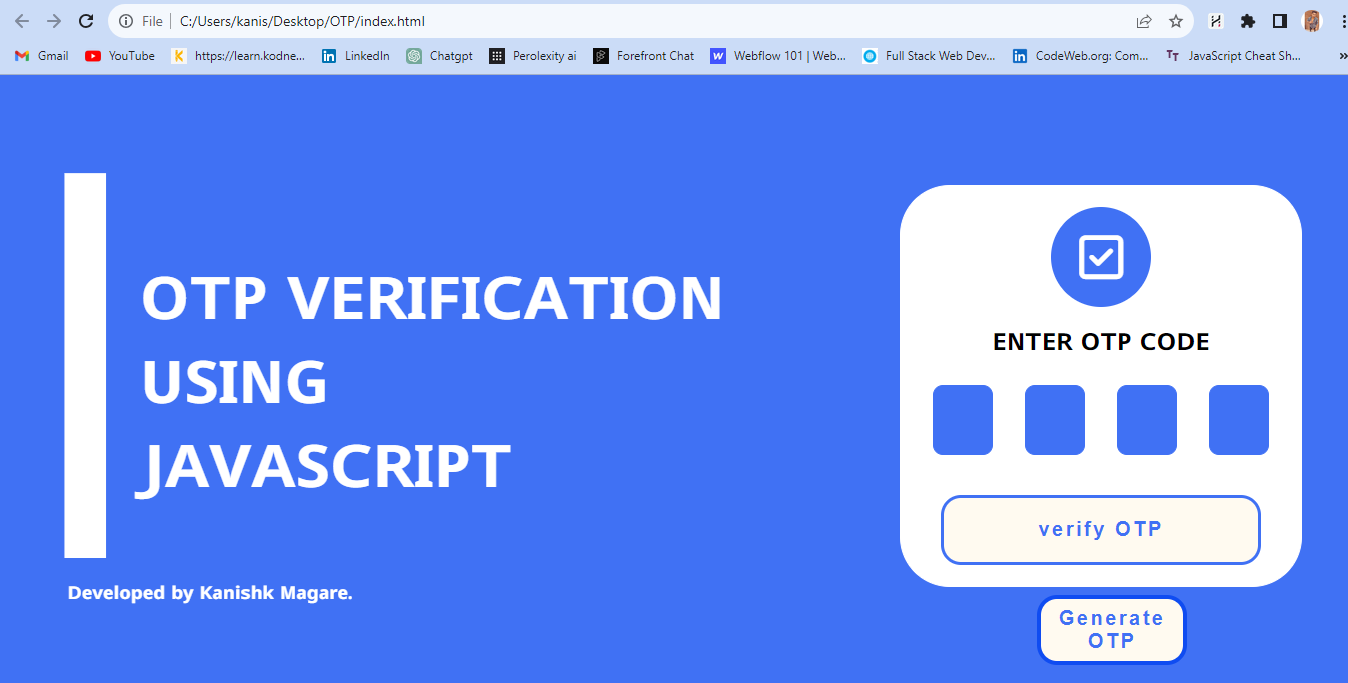 File C:/Users/kanis/Desktop/OTP/index.html
Gmail YouTube https://learn.kodne... LinkedIn Chatgpt Perolexity ai Forefront Chat Webflow 101 | Web... Full Stack Web Dev... CodeWeb.org: Com... JavaScript Cheat Sh... »
OTP VERIFICATION
USING
JAVASCRIPT
Developed by Kanishk Magare.
ENTER OTP CODE
verify OTP
Generate
OTP